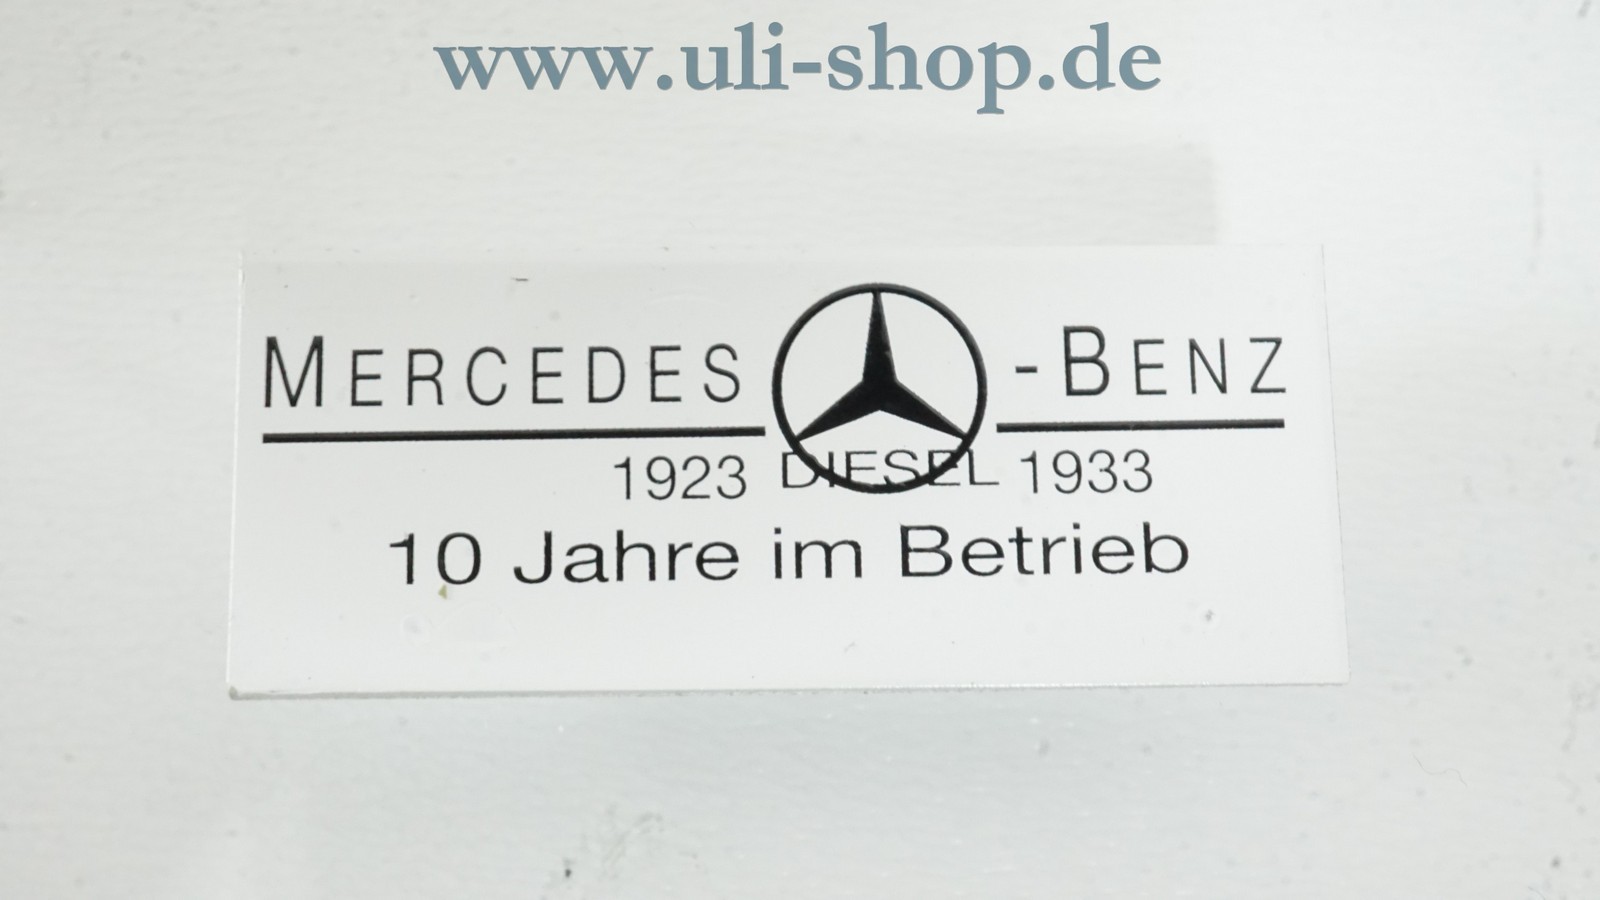 www.uli-shop.de
MERCEDES -BENZ
1923 DIESEL 1933
10 Jahre im Betrieb